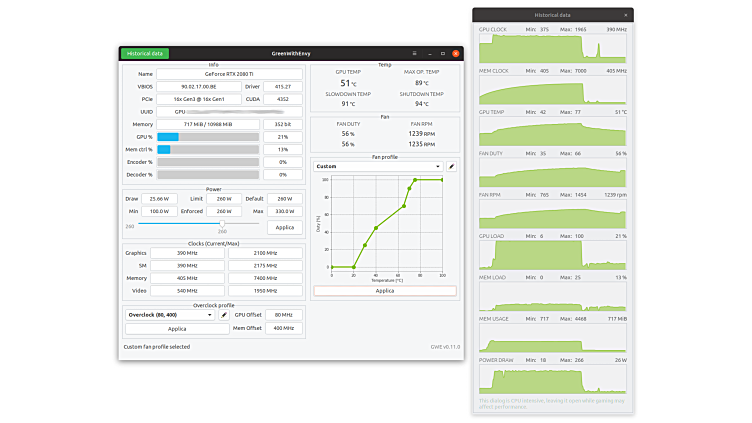 Historical data
GreenWithEnvy
Info
Name GeForce RTX 2080 Ti
VBIOS 90.02.17.00.BE Driver 415.27
PCIe 16x Gen3 @ 16x Gen1 CUDA 4352
UUID GPU
Memory 717 MiB / 10988 MiB 352 bit
GPU % 21%
Mem ctrl % 13%
Encoder % 0%
Decoder % 0%
Power
Draw 25.66 W Limit 260 W Default 260 W
Min 100.0 W Enforced 260 W Max 330.0 W
260
260
Applica
Clocks (Current/Max)
Graphics 390 MHz 2100 MHz
SM 390 MHz 2175 MHz
Memory 405 MHz 7400 MHz
Video 540 MHz 1950 MHz
Overclock profile
Overclock (80, 400) GPU Offset 80 MHz
Applica Mem Offset 400 MHz
Custom fan profile selected
Temp
GPU TEMP MAX OP. TEMP
51 °C 89 °C
SLOWDOWN TEMP SHUTDOWN TEMP
91 °C 94 °C
Fan
FAN DUTY FAN RPM
56 % 1239 RPM
56 % 1235 RPM
Fan profile
Custom
100
80
60
40
20
0
Duty [%]
0 20 40 60 80 100
Temperature [°C]
Applica
GWE v0.11.0
Historical data
GPU CLOCK Min: 375 Max: 1965 390 MHz
MEM CLOCK Min: 405 Max: 7000 405 MHz
GPU TEMP Min: 42 Max: 77 51 °C
FAN DUTY Min: 35 Max: 66 56 %
FAN RPM Min: 765 Max: 1454 1239 rpm
GPU LOAD Min: 6 Max: 100 21 %
MEM LOAD Min: 0 Max: 25 13 %
MEM USAGE Min: 717 Max: 4468 717 MiB
POWER DRAW Min: 18 Max: 266 26 W
This dialog is CPU intensive, leaving it open while gaming may
affect performance.